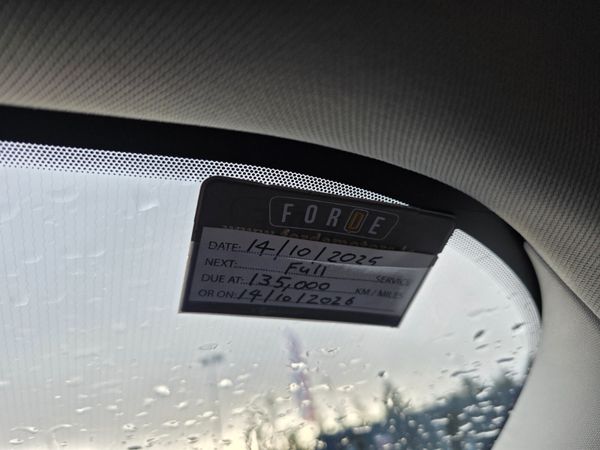 FORDE
DATE: 14/10/2025
NEXT: Full SERVICE
DUE AT: 135,000 KM / MILES
OR ON: 14/10/2026